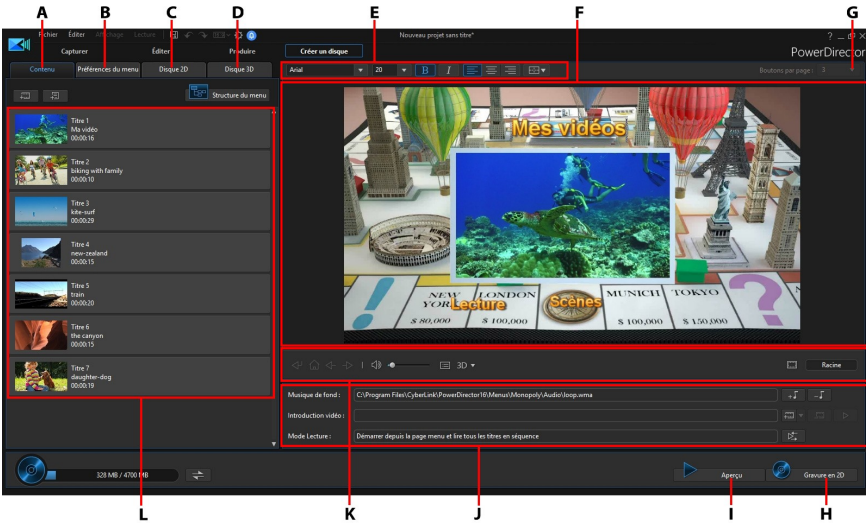 A B C D E F G
Fichier Éditer Affichage Lecture Nouveau projet sans titre* ?
Capturer Éditer Produire Créer un disque PowerDirector
Contenu Préférences du menu Disque 2D Disque 3D Arial 20 B I Boutons par page : 3
Structure du menu
Titre 1
Ma vidéo
00:00:16
Titre 2
biking with family
00:00:10
Titre 3
kite-surf
00:00:29
Titre 4
new-zealand
00:00:15
Titre 5
train
00:00:20
Titre 6
the canyon
00:00:15
Titre 7
daughter-dog
00:00:19
Mes vidéos
Lecture Scènes
NEW YORK LONDON MUNICH TOKYO
$ 80,000 $ 100,000 $ 100,000 $ 150,000
3D Racine
Musique de fond : C:\Program Files\CyberLink\PowerDirector16\Menus\Monopoly\Audio\loop.wma
Introduction vidéo :
Mode Lecture : Démarrer depuis la page menu et lire tous les titres en séquence
328 MB / 4700 MB Aperçu Gravure en 2D
L K J I H